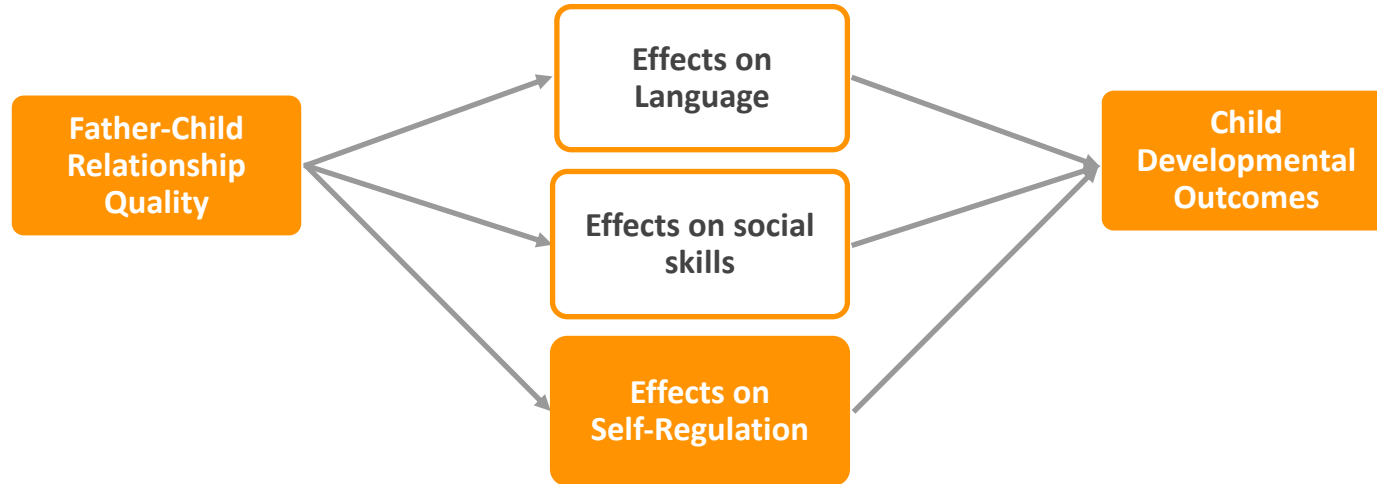 Father-Child
Relationship
Quality
Effects on
Language
Effects on social
skills
Effects on
Self-Regulation
Child
Developmental
Outcomes